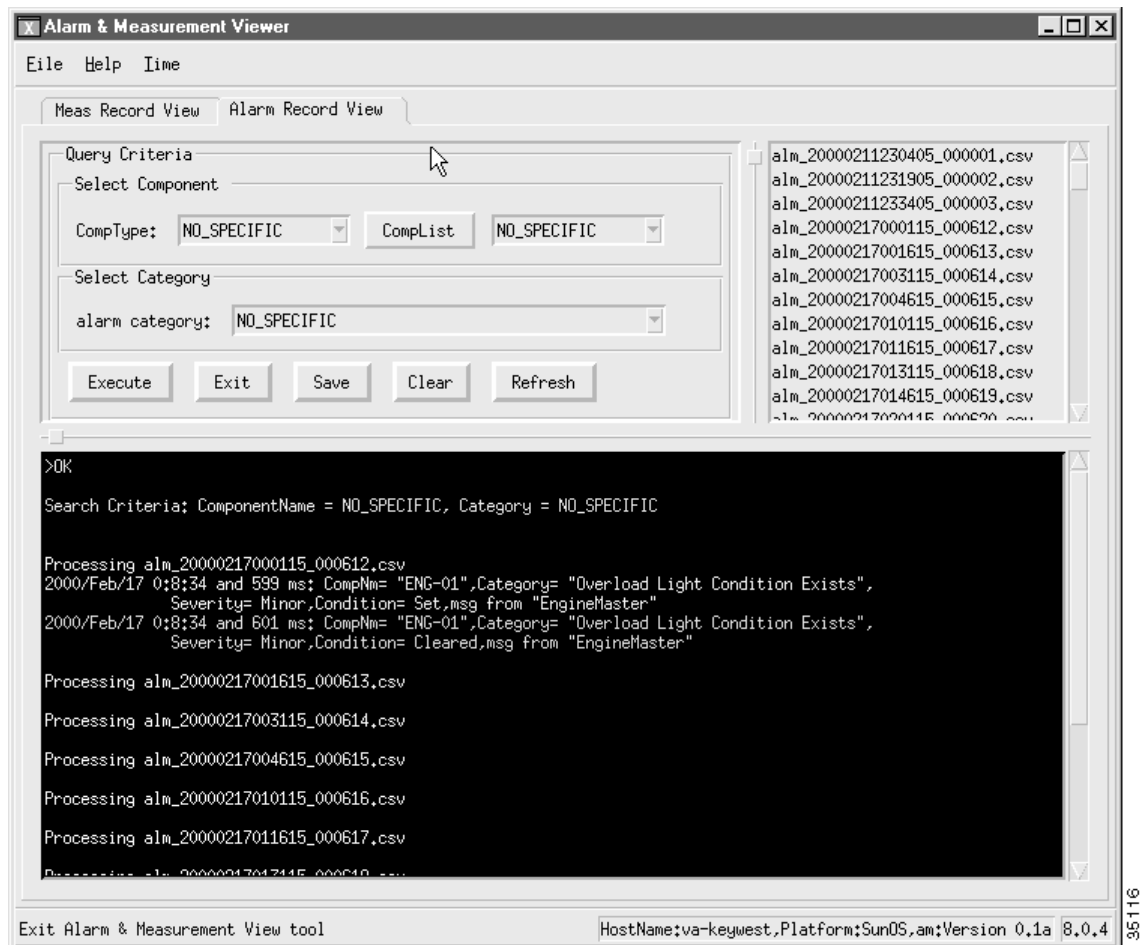 X Alarm & Measurement Viewer
Eile Help Iime
Meas Record View Alarm Record View
Query Criteria
Select Component
CompType: NO_SPECIFIC CompList NO_SPECIFIC
Select Category
alarm category: NO_SPECIFIC
Execute Exit Save Clear Refresh
alm_20000211230405_000001.csv
alm_20000211231905_000002.csv
alm_20000211233405_000003.csv
alm_20000217000115_000612.csv
alm_20000217001615_000613.csv
alm_20000217003115_000614.csv
alm_20000217004615_000615.csv
alm_20000217010115_000616.csv
alm_20000217011615_000617.csv
alm_20000217013115_000618.csv
alm_20000217014615_000619.csv
>OK
Search Criteria: ComponentName = NO_SPECIFIC, Category = NO_SPECIFIC
Processing alm_20000217000115_000612.csv
2000/Feb/17 0:8:34 and 599 ms: CompNm= "ENG-01",Category= "Overload Light Condition Exists",
Severity= Minor,Condition= Set,msg from "EngineMaster"
2000/Feb/17 0:8:34 and 601 ms: CompNm= "ENG-01",Category= "Overload Light Condition Exists",
Severity= Minor,Condition= Cleared,msg from "EngineMaster"
Processing alm_20000217001615_000613.csv
Processing alm_20000217003115_000614.csv
Processing alm_20000217004615_000615.csv
Processing alm_20000217010115_000616.csv
Processing alm_20000217011615_000617.csv
Exit Alarm & Measurement View tool
HostName:va-keywest,Platform:SunOS,am:Version 0.1a 8.0.4
35116